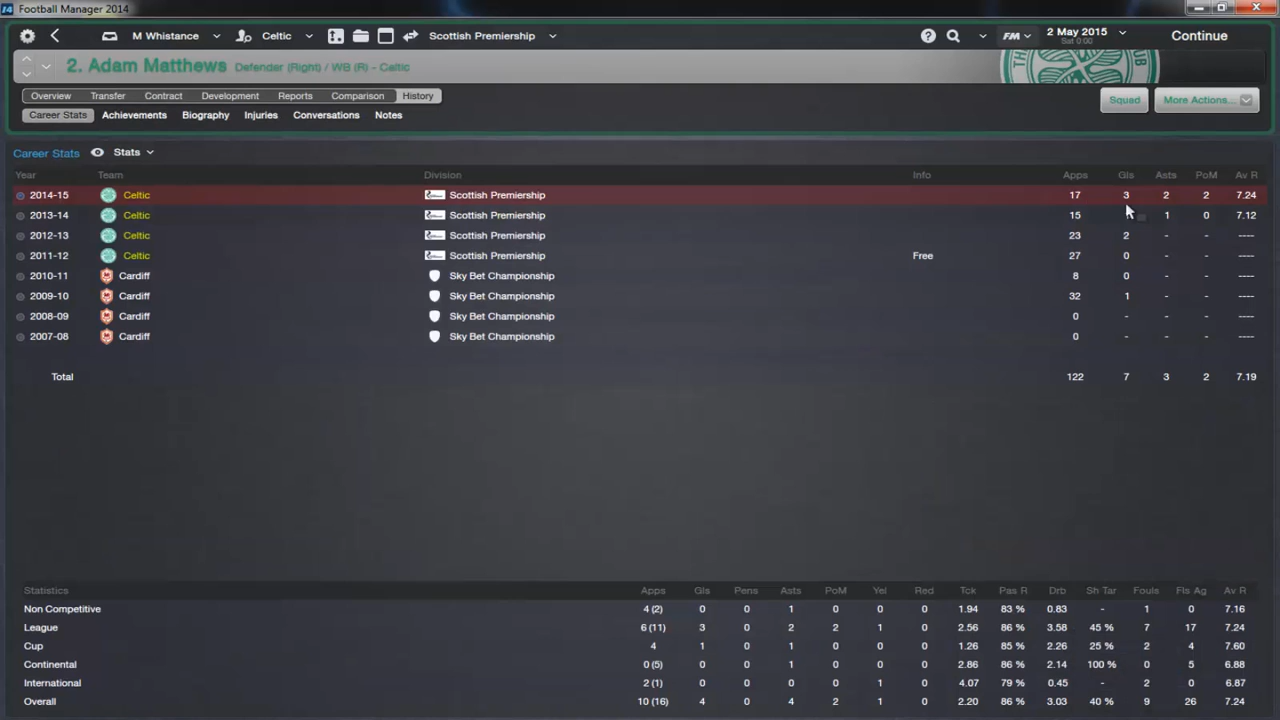 Football Manager 2014
M Whistance Celtic Scottish Premiership ? FM 2 May 2015 Sat 0:00 Continue
2. Adam Matthews Defender (Right) / WB (R) - Celtic
Overview Transfer Contract Development Reports Comparison History Squad More Actions...
Career Stats Achievements Biography Injuries Conversations Notes
Career Stats Stats
Year Team Division Info Apps Gls Asts PoM Av R
2014-15 Celtic Scottish Premiership 17 3 2 2 7.24
2013-14 Celtic Scottish Premiership 15 1 0 7.12
2012-13 Celtic Scottish Premiership 23 2 - - ----
2011-12 Celtic Scottish Premiership Free 27 0 - - ----
2010-11 Cardiff Sky Bet Championship 8 0 - - ----
2009-10 Cardiff Sky Bet Championship 32 1 - - ----
2008-09 Cardiff Sky Bet Championship 0 - - - ----
2007-08 Cardiff Sky Bet Championship 0 - - - ----
Total 122 7 3 2 7.19
Statistics Apps Gls Pens Asts PoM Yel Red Tck Pas R Drb Sh Tar Fouls Fls Ag Av R
Non Competitive 4 (2) 0 0 1 0 0 0 1.94 83 % 0.83 - 1 0 7.16
League 6 (11) 3 0 2 2 1 0 2.56 86 % 3.58 45 % 7 17 7.24
Cup 4 1 0 1 0 0 0 1.26 85 % 2.26 25 % 2 4 7.60
Continental 0 (5) 0 0 1 0 0 0 2.86 86 % 2.14 100 % 0 5 6.88
International 2 (1) 0 0 0 0 1 0 4.07 79 % 0.45 - 2 0 6.87
Overall 10 (16) 4 0 4 2 1 0 2.20 86 % 3.03 40 % 9 26 7.24